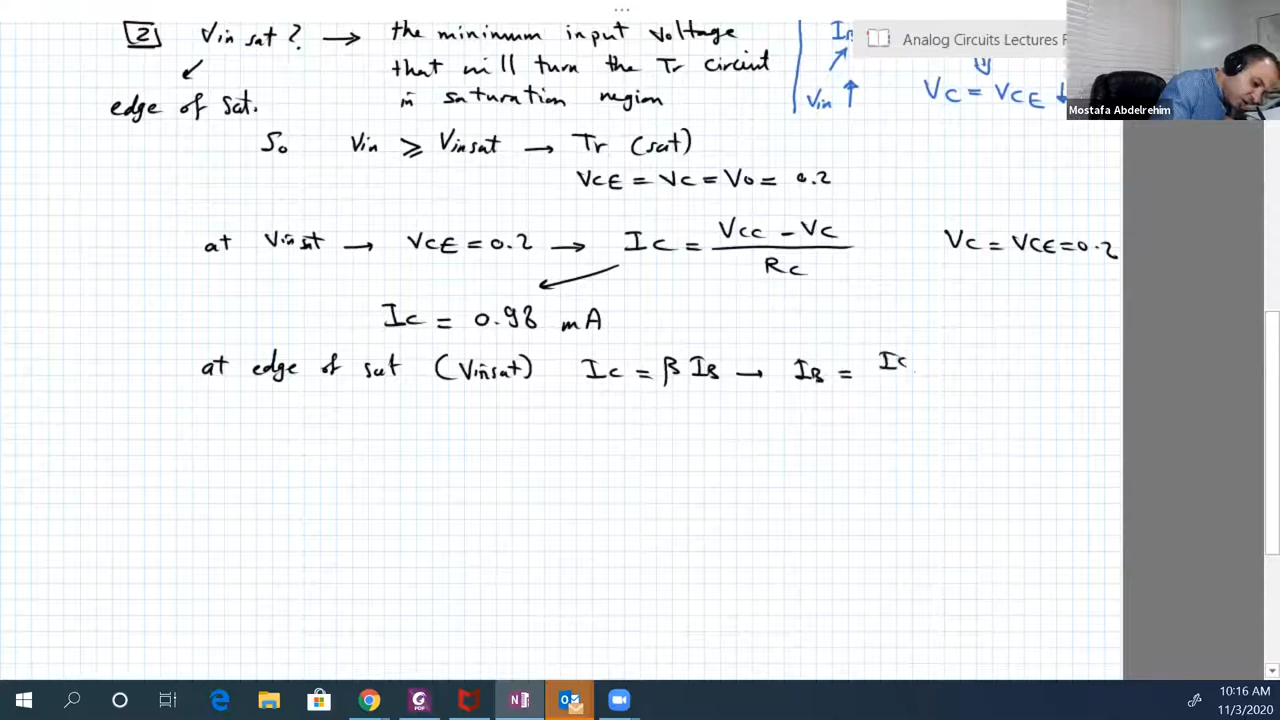 [2] Vin sat ? → the minimum input voltage
that will turn the Tr circuit
in saturation region
edge of sat.
Vin ↑
VC = VCE ↓
Analog Circuits Lectures
Mostafa Abdelrehim
So Vin ≥ Vinsat → Tr (sat)
VCE = VC = VO = 0.2
at Vinsat → VCE = 0.2 → IC = (VCC - VC) / RC VC = VCE = 0.2
IC = 0.98 mA
at edge of sat (Vinsat) IC = β IB → IB = IC
10:16 AM
11/3/2020